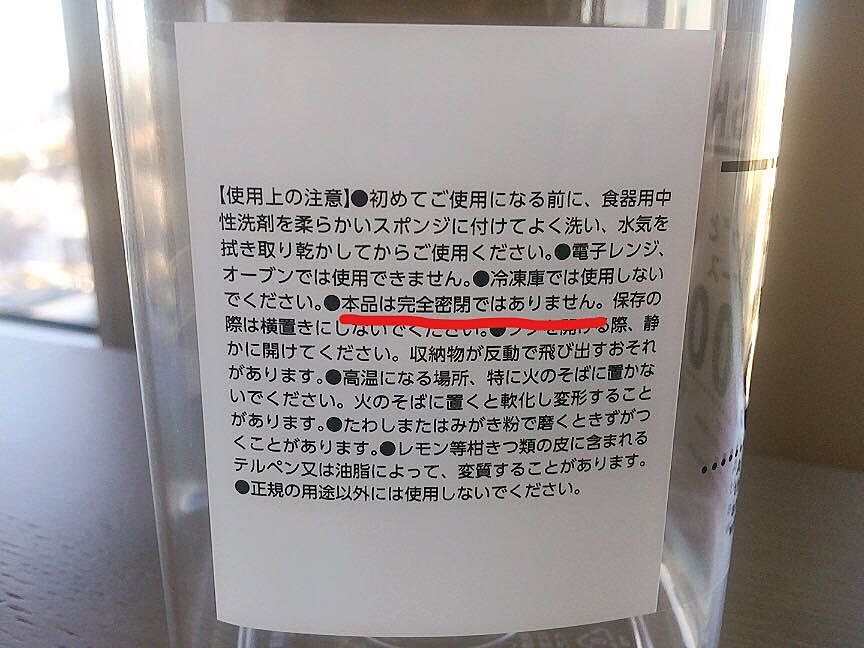 【使用上の注意】●初めてご使用になる前に、食器用中
性洗剤を柔らかいスポンジに付けてよく洗い、水気を
拭き取り乾かしてからご使用ください。●電子レンジ、
オーブンでは使用できません。●冷凍庫では使用しない
でください。●本品は完全密閉ではありません。保存の
際は横置きにしないでください。●フタを開ける際、静
かに開けてください。収納物が反動で飛び出すおそれ
があります。●高温になる場所、特に火のそばに置かな
いでください。火のそばに置くと軟化し変形すること
があります。●たわしまたはみがき粉で磨くときずがつ
くことがあります。●レモン等柑きつ類の皮に含まれる
テルペン又は油脂によって、変質することがあります。
●正規の用途以外には使用しないでください。